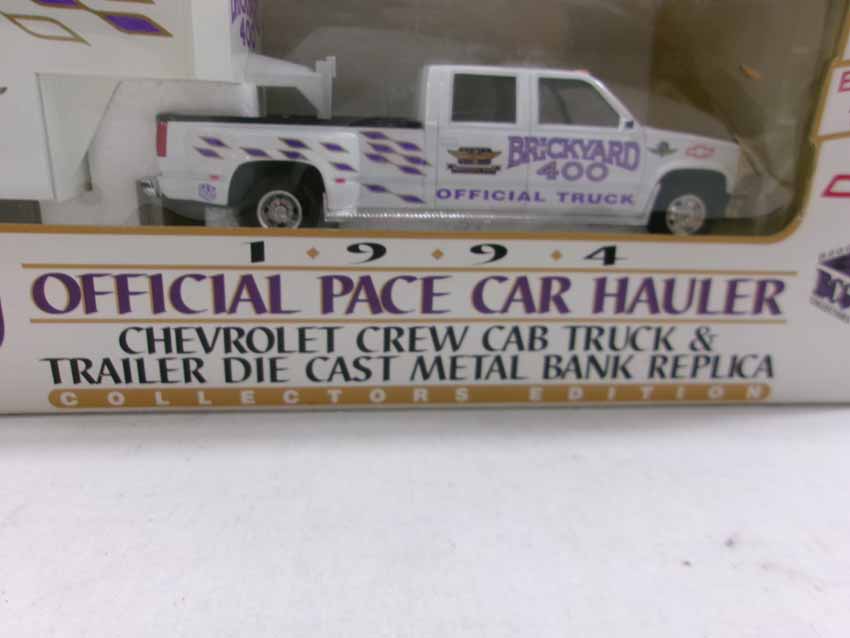 BRICKYARD
400
OFFICIAL TRUCK
1 9 9 4
OFFICIAL PACE CAR HAULER
CHEVROLET CREW CAB TRUCK &
TRAILER DIE CAST METAL BANK REPLICA
COLLECTORS EDITION